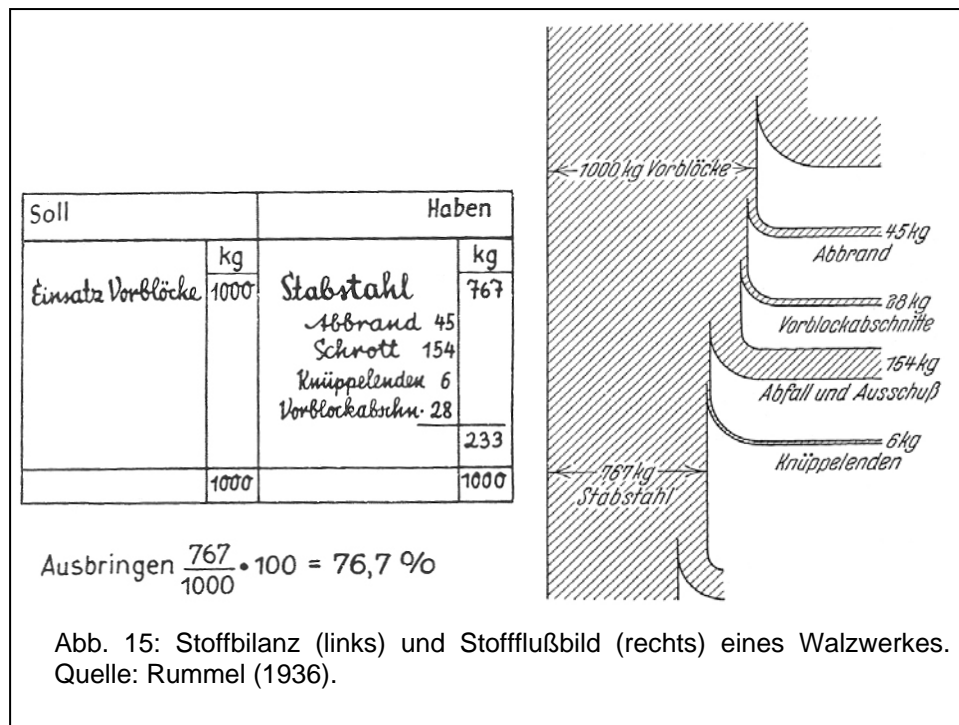 Soll Haben
kg kg
Einsatz Vorblöcke 1000 Stabstahl 767
Abbrand 45
Schrott 154
Knüppelenden 6
Vorblockabschn. 28
233
1000 1000
Ausbringen 767/1000 • 100 = 76,7 %
1000 kg Vorblöcke
45 kg
Abbrand
28 kg
Vorblockabschnitte
154 kg
Abfall und Ausschuß
6 kg
Knüppelenden
767 kg
Stabstahl
Abb. 15: Stoffbilanz (links) und Stoffflußbild (rechts) eines Walzwerkes.
Quelle: Rummel (1936).